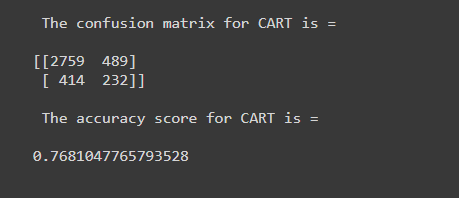 The confusion matrix for CART is =
[[2759  489]
[ 414  232]]
The accuracy score for CART is =
0.7681047765793528